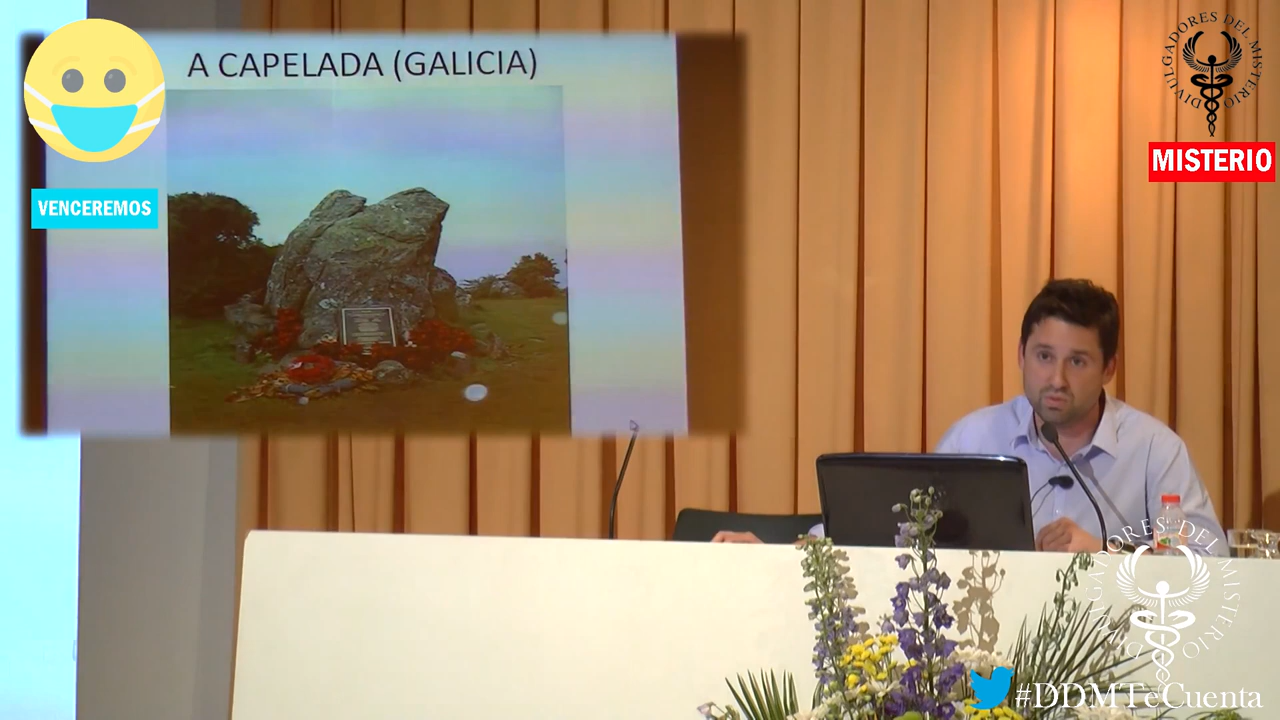 A CAPELADA (GALICIA)
VENCEREMOS
DIVULGADORES DEL MISTERIO
MISTERIO
DIVULGADORES DEL MISTERIO
#DDMTeCuenta